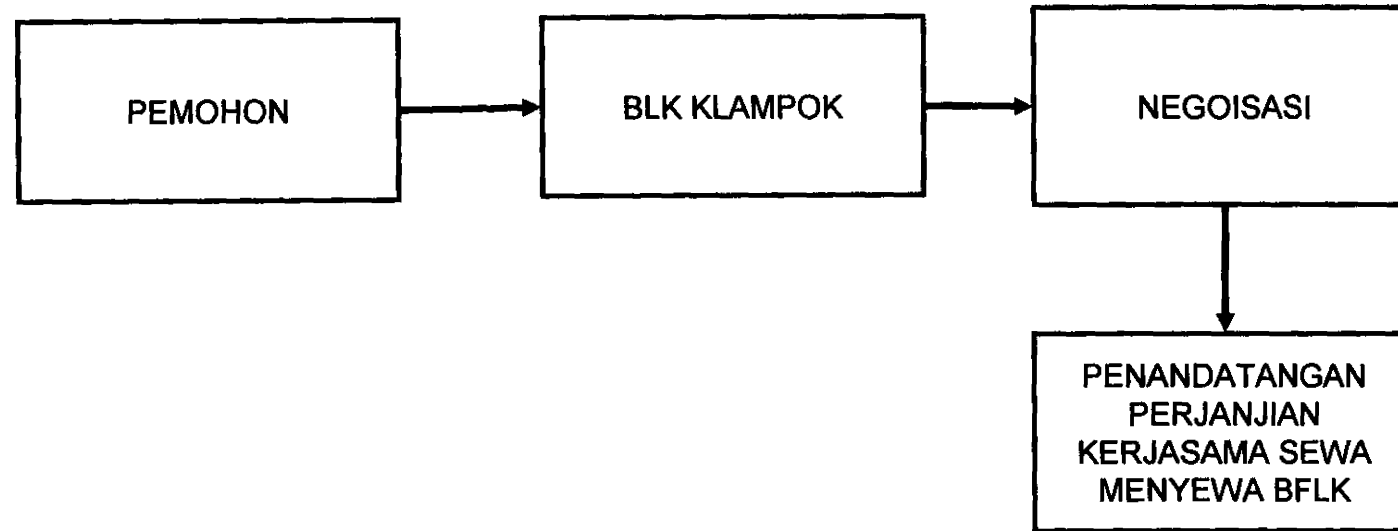 PEMOHON
BLK KLAMPOK
NEGOISASI
PENANDATANGAN
PERJANJIAN
KERJASAMA SEWA
MENYEWA BFLK